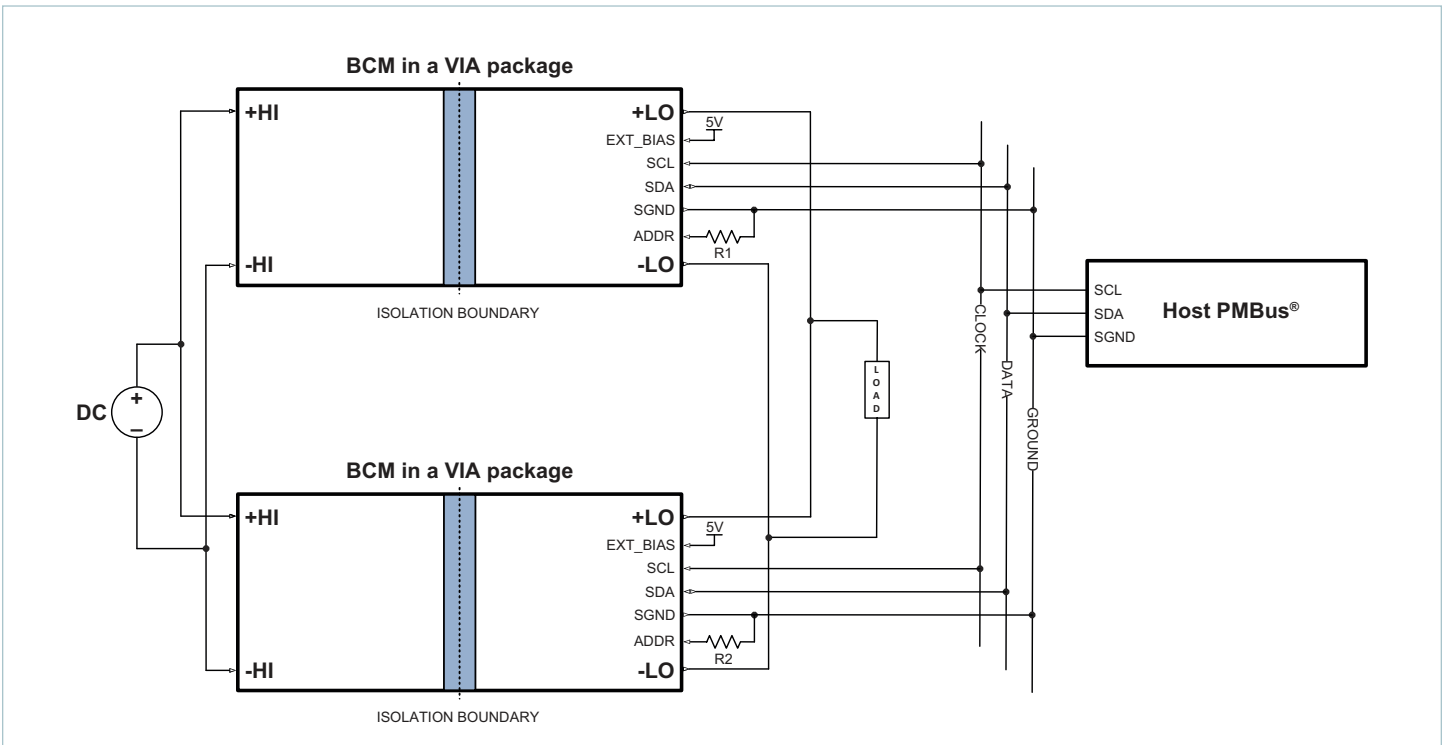 BCM in a VIA package
+HI
+LO
5V
EXT_BIAS
SCL
SDA
SGND
ADDR
R1
-HI
-LO
ISOLATION BOUNDARY
CLOCK
DATA
GROUND
SCL
SDA
SGND
Host PMBus®
LOAD
DC
+
–
BCM in a VIA package
+HI
+LO
5V
EXT_BIAS
SCL
SDA
SGND
ADDR
R2
-HI
-LO
ISOLATION BOUNDARY